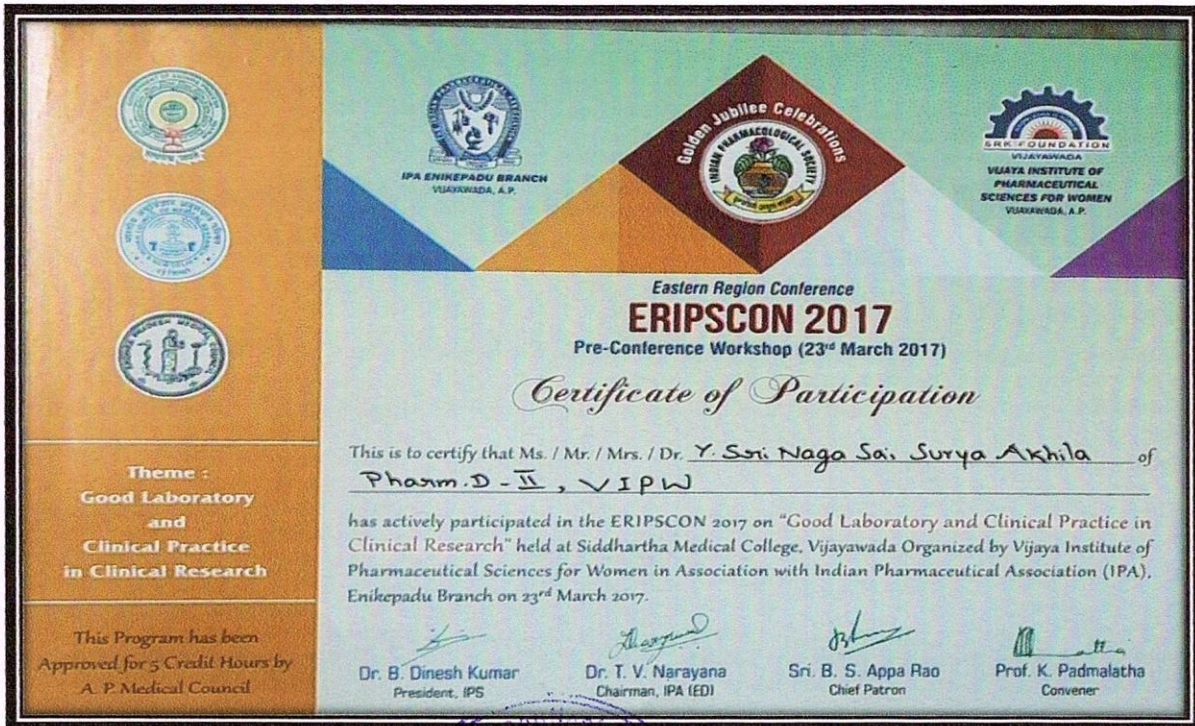 IPA ENIKEPADU BRANCH
VIJAYAWADA, A.P.
Golden Jubilee Celebrations
INDIAN PHARMACOLOGICAL SOCIETY
SRK FOUNDATION
VIJAYAWADA
VIJAYA INSTITUTE OF
PHARMACEUTICAL
SCIENCES FOR WOMEN
VIJAYAWADA, A.P.
Eastern Region Conference
ERIPSCON 2017
Pre-Conference Workshop (23rd March 2017)
Certificate of Participation
This is to certify that Ms. / Mr. / Mrs. / Dr. Y. Sri Naga Sai Surya Akhila of
Pharm.D - II, VIPW
has actively participated in the ERIPSCON 2017 on "Good Laboratory and Clinical Practice in
Clinical Research" held at Siddhartha Medical College, Vijayawada Organized by Vijaya Institute of
Pharmaceutical Sciences for Women in Association with Indian Pharmaceutical Association (IPA),
Enikepadu Branch on 23rd March 2017.
Dr. B. Dinesh Kumar
President, IPS
Dr. T. V. Narayana
Chairman, IPA (ED)
Sri. B. S. Appa Rao
Chief Patron
Prof. K. Padmalatha
Convener
ANDHRA PRADESH MEDICAL COUNCIL
Theme :
Good Laboratory
and
Clinical Practice
in Clinical Research
This Program has been
Approved for 5 Credit Hours by
A. P. Medical Council